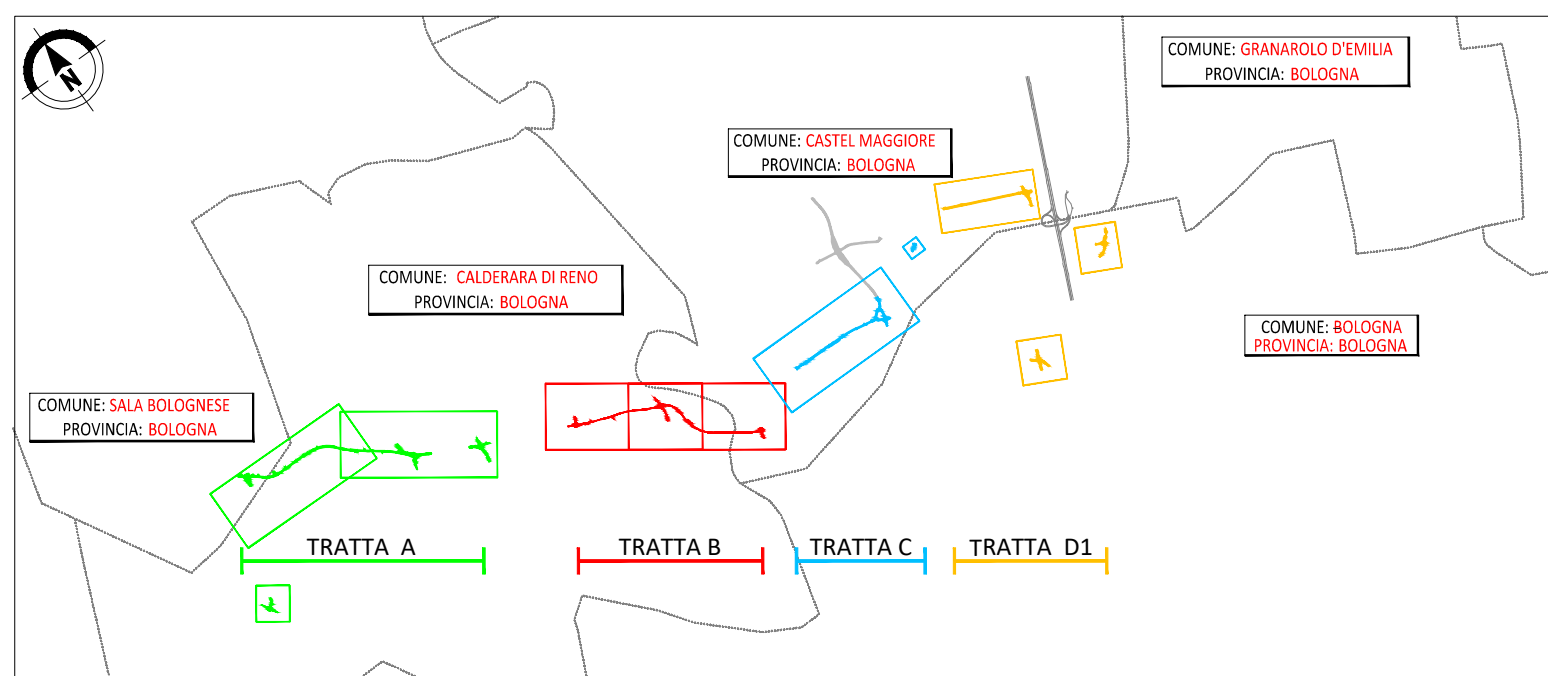 N
COMUNE: GRANAROLO D'EMILIA
PROVINCIA: BOLOGNA
COMUNE: CASTEL MAGGIORE
PROVINCIA: BOLOGNA
COMUNE: CALDERARA DI RENO
PROVINCIA: BOLOGNA
COMUNE: BOLOGNA
PROVINCIA: BOLOGNA
COMUNE: SALA BOLOGNESE
PROVINCIA: BOLOGNA
TRATTA A
TRATTA B
TRATTA C
TRATTA D1